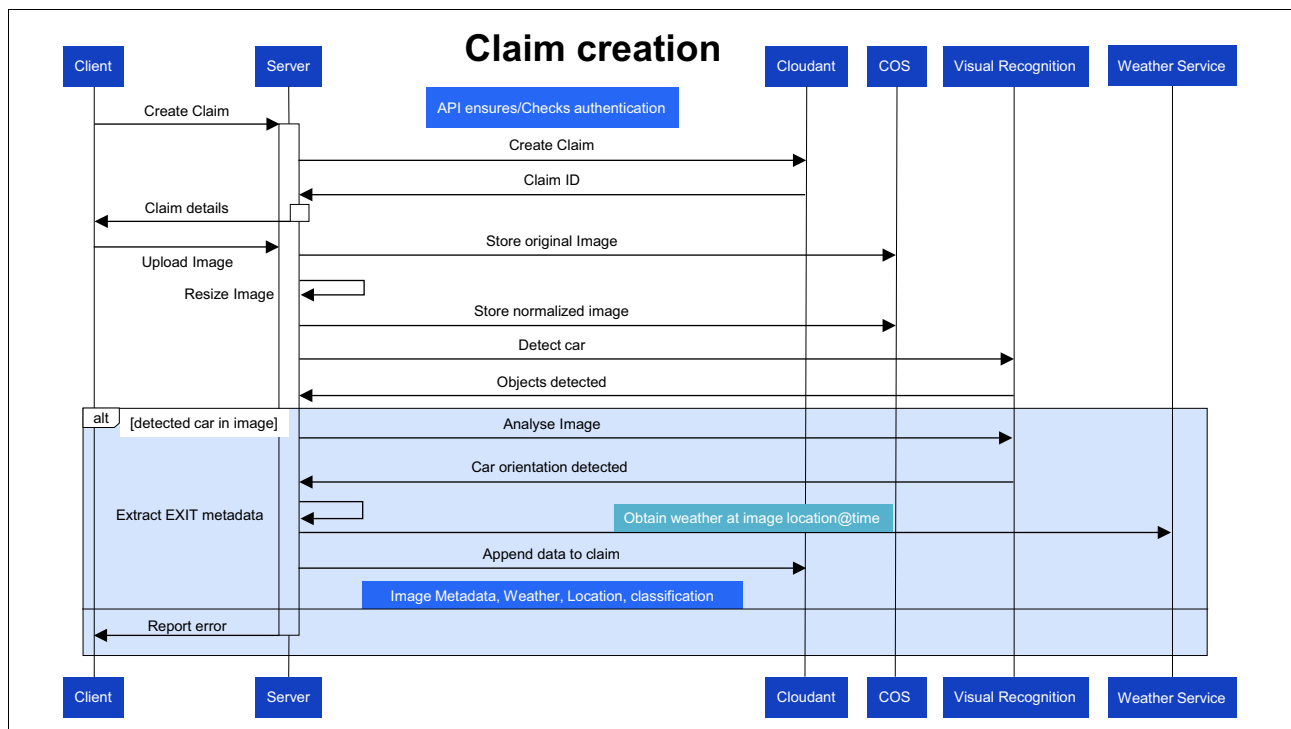 Claim creation
Client
Server
Cloudant
COS
Visual Recognition
Weather Service
API ensures/Checks authentication
Create Claim
Create Claim
Claim ID
Claim details
Store original Image
Upload Image
Resize Image
Store normalized image
Detect car
Objects detected
alt
[detected car in image]
Analyse Image
Car orientation detected
Extract EXIT metadata
Obtain weather at image location@time
Append data to claim
Image Metadata, Weather, Location, classification
Report error
Client
Server
Cloudant
COS
Visual Recognition
Weather Service